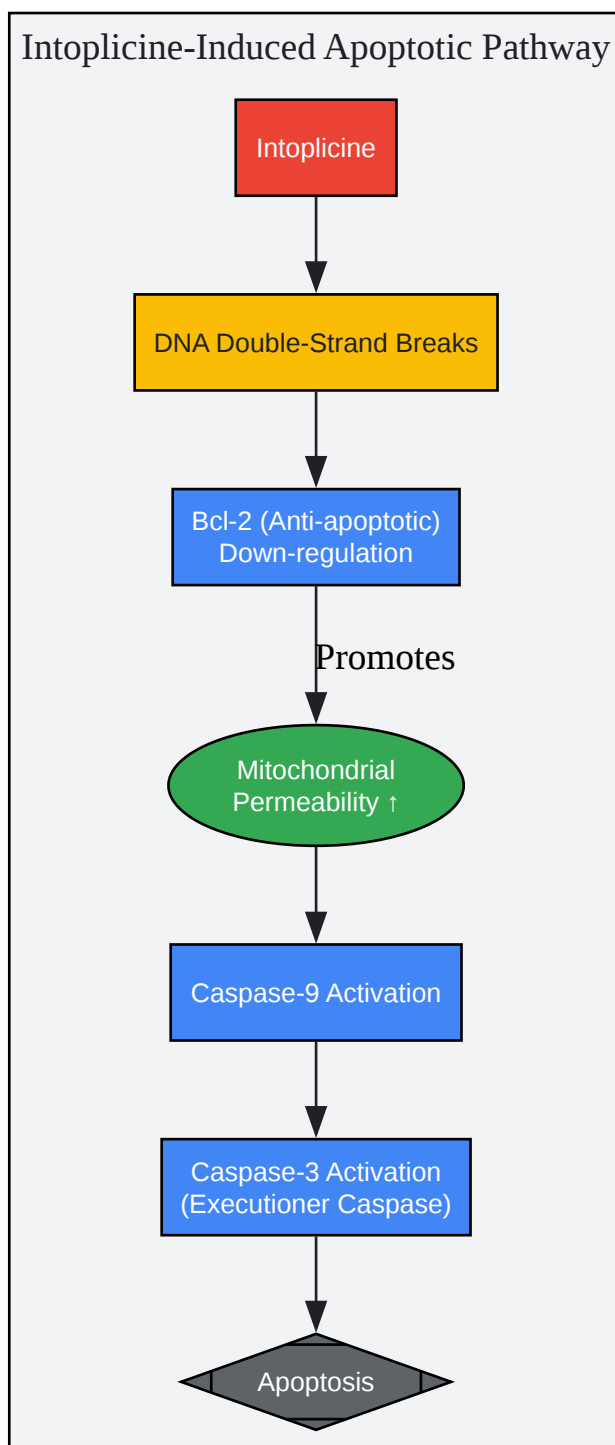 Intoplicine-Induced Apoptotic Pathway
Intoplicine
DNA Double-Strand Breaks
Bcl-2 (Anti-apoptotic)
Down-regulation
Promotes
Mitochondrial
Permeability ↑
Caspase-9 Activation
Caspase-3 Activation
(Executioner Caspase)
Apoptosis